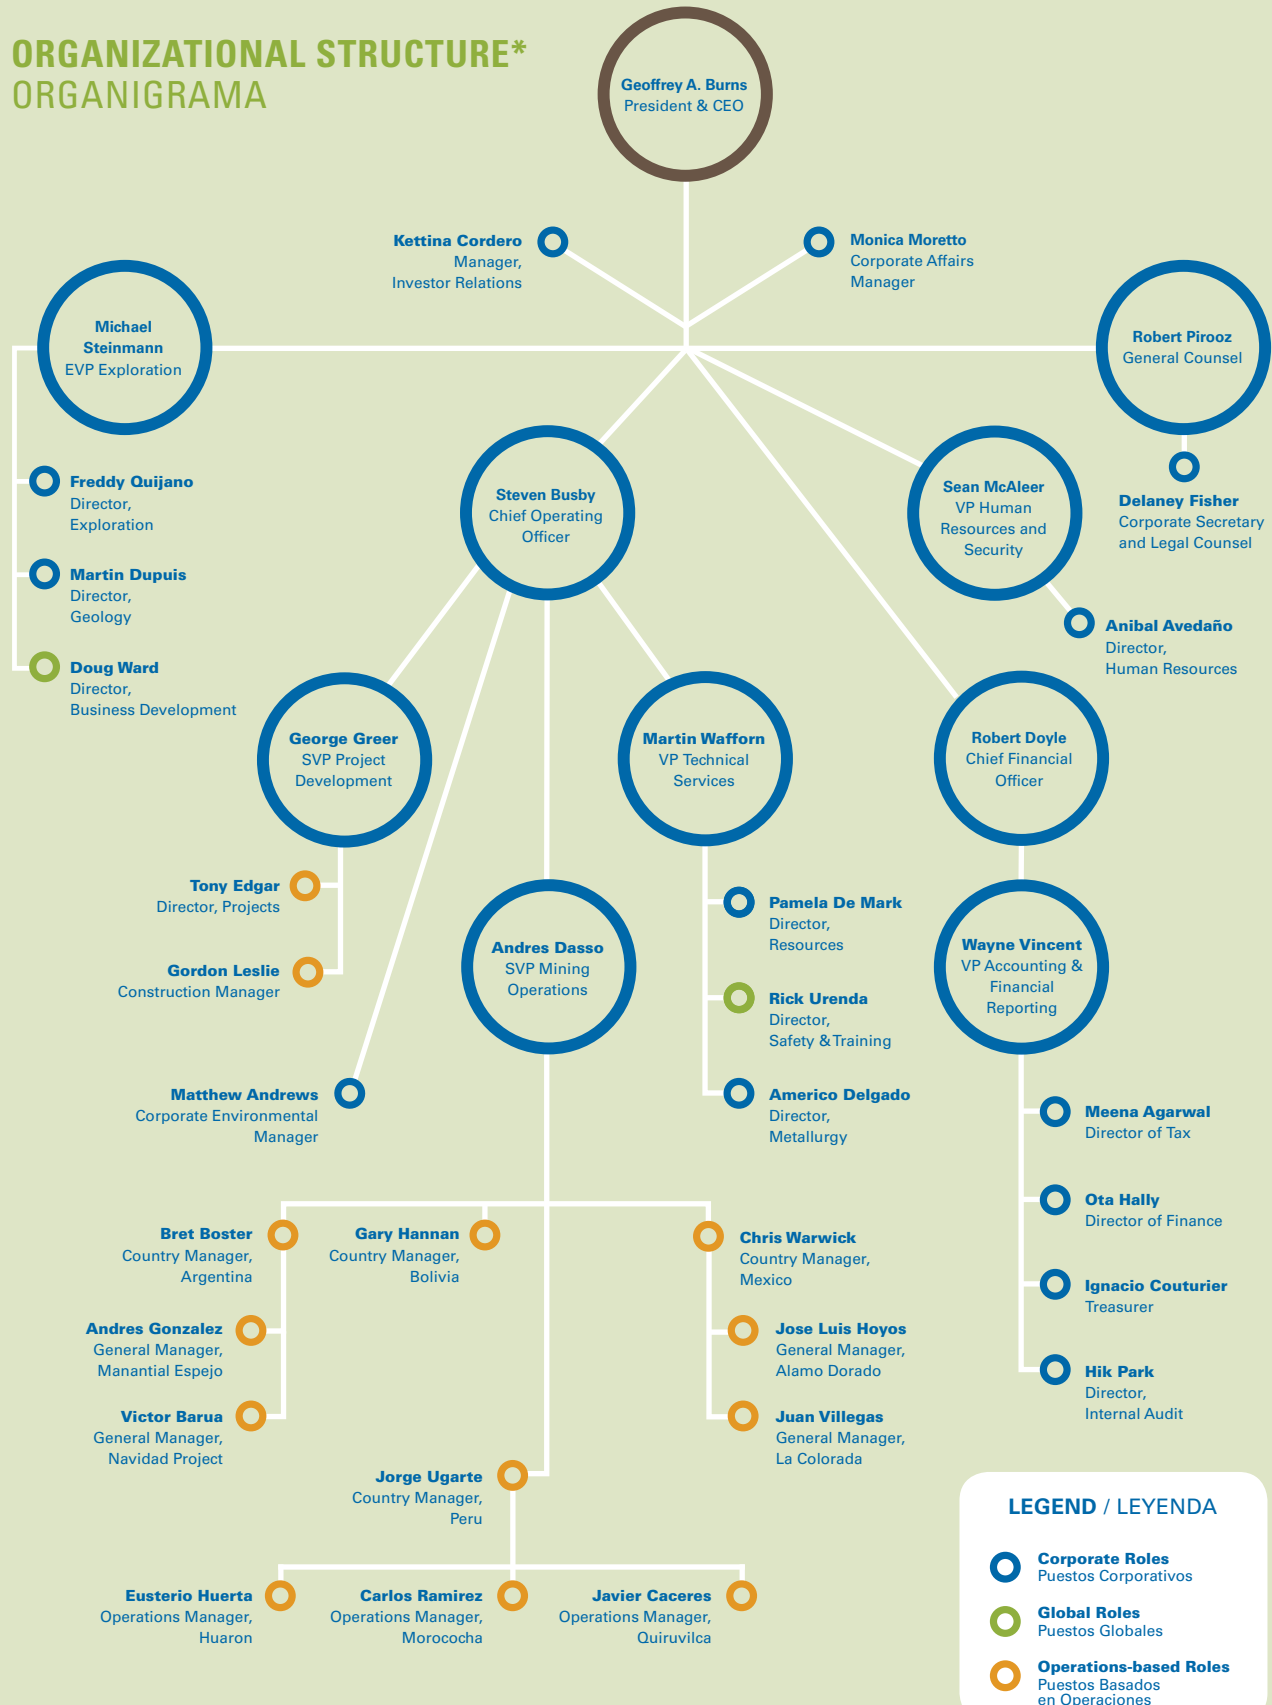 ORGANIZATIONAL STRUCTURE*
ORGANIGRAMA
Geoffrey A. Burns
President & CEO
Kettina Cordero
Manager,
Investor Relations
Monica Moretto
Corporate Affairs
Manager
Michael
Steinmann
EVP Exploration
Robert Pirooz
General Counsel
Freddy Quijano
Director,
Exploration
Martin Dupuis
Director,
Geology
Doug Ward
Director,
Business Development
Steven Busby
Chief Operating
Officer
Sean McAleer
VP Human
Resources and
Security
Delaney Fisher
Corporate Secretary
and Legal Counsel
Anibal Avedaño
Director,
Human Resources
George Greer
SVP Project
Development
Martin Wafforn
VP Technical
Services
Robert Doyle
Chief Financial
Officer
Tony Edgar
Director, Projects
Gordon Leslie
Construction Manager
Andres Dasso
SVP Mining
Operations
Pamela De Mark
Director,
Resources
Rick Urenda
Director,
Safety & Training
Americo Delgado
Director,
Metallurgy
Wayne Vincent
VP Accounting &
Financial
Reporting
Matthew Andrews
Corporate Environmental
Manager
Meena Agarwal
Director of Tax
Ota Hally
Director of Finance
Ignacio Couturier
Treasurer
Hik Park
Director,
Internal Audit
Bret Boster
Country Manager,
Argentina
Gary Hannan
Country Manager,
Bolivia
Chris Warwick
Country Manager,
Mexico
Andres Gonzalez
General Manager,
Manantial Espejo
Victor Barua
General Manager,
Navidad Project
Jose Luis Hoyos
General Manager,
Alamo Dorado
Juan Villegas
General Manager,
La Colorada
Jorge Ugarte
Country Manager,
Peru
Eusterio Huerta
Operations Manager,
Huaron
Carlos Ramirez
Operations Manager,
Morococha
Javier Caceres
Operations Manager,
Quiruvilca
LEGEND / LEYENDA
Corporate Roles
Puestos Corporativos
Global Roles
Puestos Globales
Operations-based Roles
Puestos Basados
en Operaciones